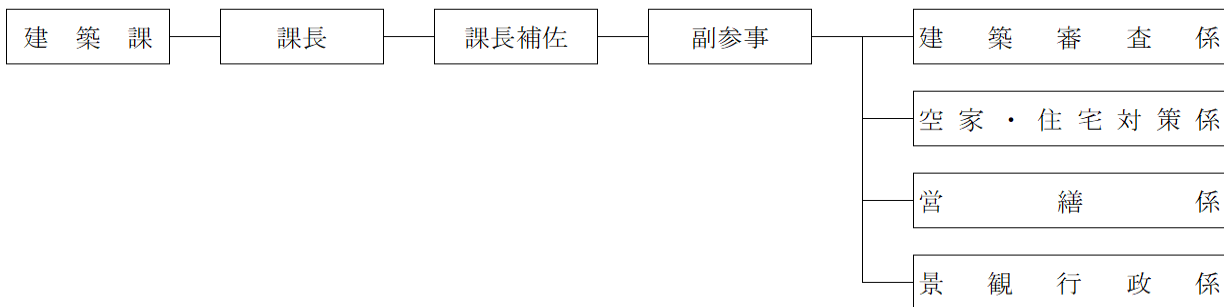 建築課
課長
課長補佐
副参事
建築審査係
空家・住宅対策係
営繕係
景観行政係